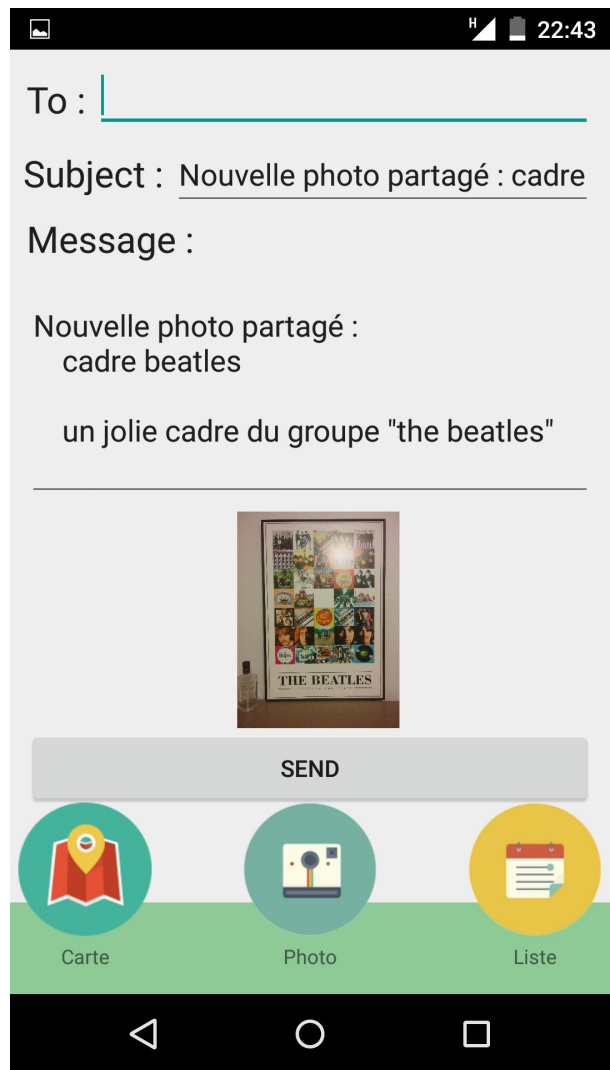 H 22:43
To :
Subject : Nouvelle photo partagé : cadre
Message :
Nouvelle photo partagé :
cadre beatles
un jolie cadre du groupe "the beatles"
THE BEATLES
SEND
Carte Photo Liste